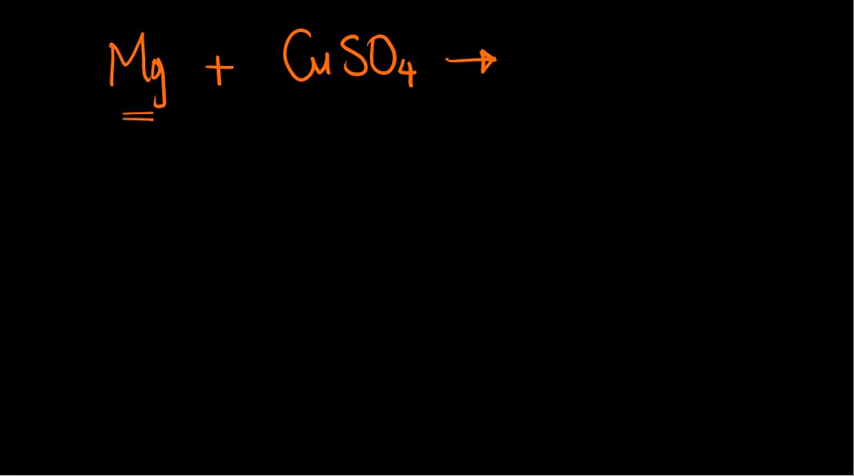 Mg + CuSO₄ →